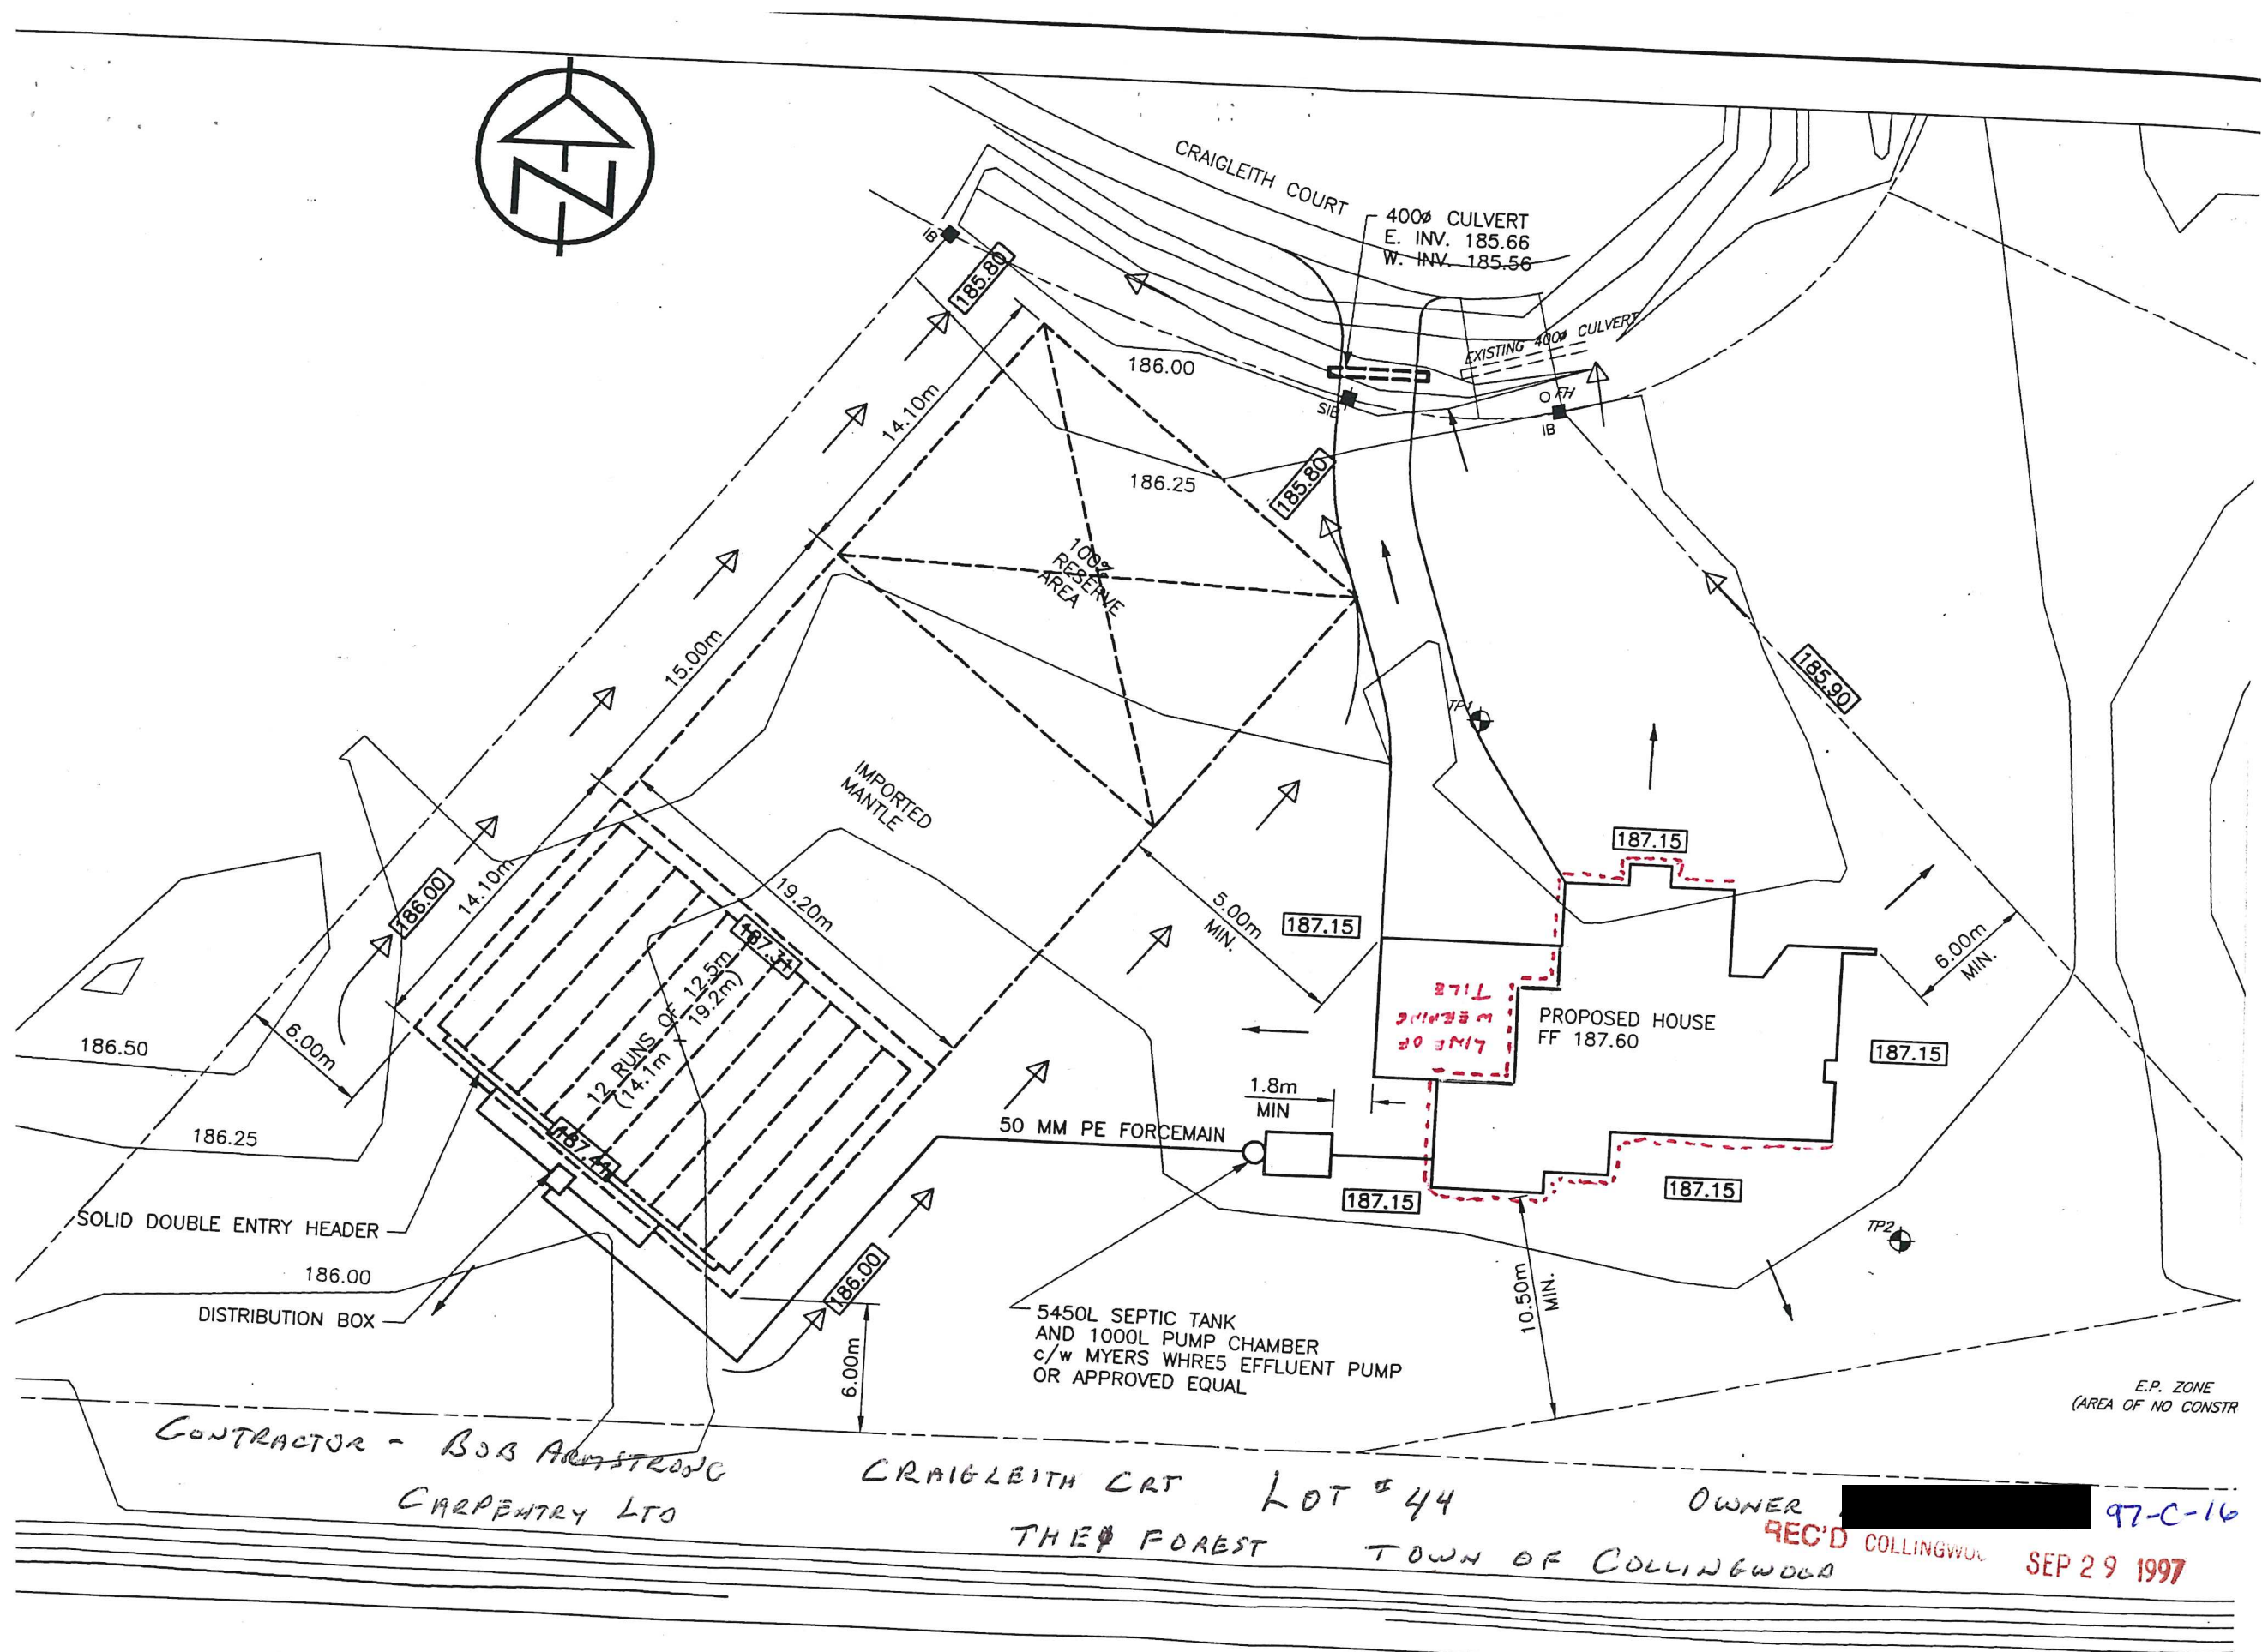 N
CRAIGLEITH COURT
400ø CULVERT
E. INV. 185.66
W. INV. 185.56
IB
185.80
EXISTING 400ø CULVERT
186.00
FH
SIB
IB
14.10m
186.25
185.80
100%
RESERVE
AREA
15.00m
185.90
TP1
IMPORTED
MANTLE
187.15
14.10m
186.00
19.20m
5.00m
MIN.
187.15
6.00m
MIN.
187.31
12 RUNS OF 12.5m
(14.1m x 19.2m)
LINE OF
WEEPING
TILE
PROPOSED HOUSE
FF 187.60
187.15
186.50
6.00m
1.8m
MIN
186.25
50 MM PE FORCEMAIN
187.41
187.15
187.15
SOLID DOUBLE ENTRY HEADER
TP2
186.00
186.00
DISTRIBUTION BOX
10.50m
MIN.
6.00m
5450L SEPTIC TANK
AND 1000L PUMP CHAMBER
c/w MYERS WHRE5 EFFLUENT PUMP
OR APPROVED EQUAL
E.P. ZONE
(AREA OF NO CONSTR
CONTRACTOR - BOB ARMSTRONG
CARPENTRY LTD
CRAIGLEITH CRT LOT # 44
THE FOREST TOWN OF COLLINGWOOD
OWNER
97-C-16
REC'D COLLINGWO
SEP 29 1997